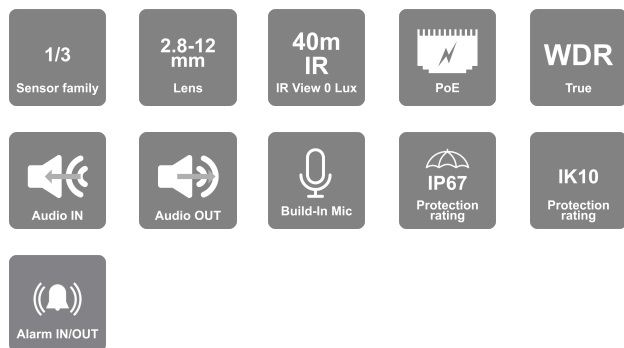 1/3
Sensor family
2.8-12
mm
Lens
40m
IR
IR View 0 Lux
PoE
WDR
True
Audio IN
Audio OUT
Build-In Mic
IP67
Protection
rating
IK10
Protection
rating
Alarm IN/OUT